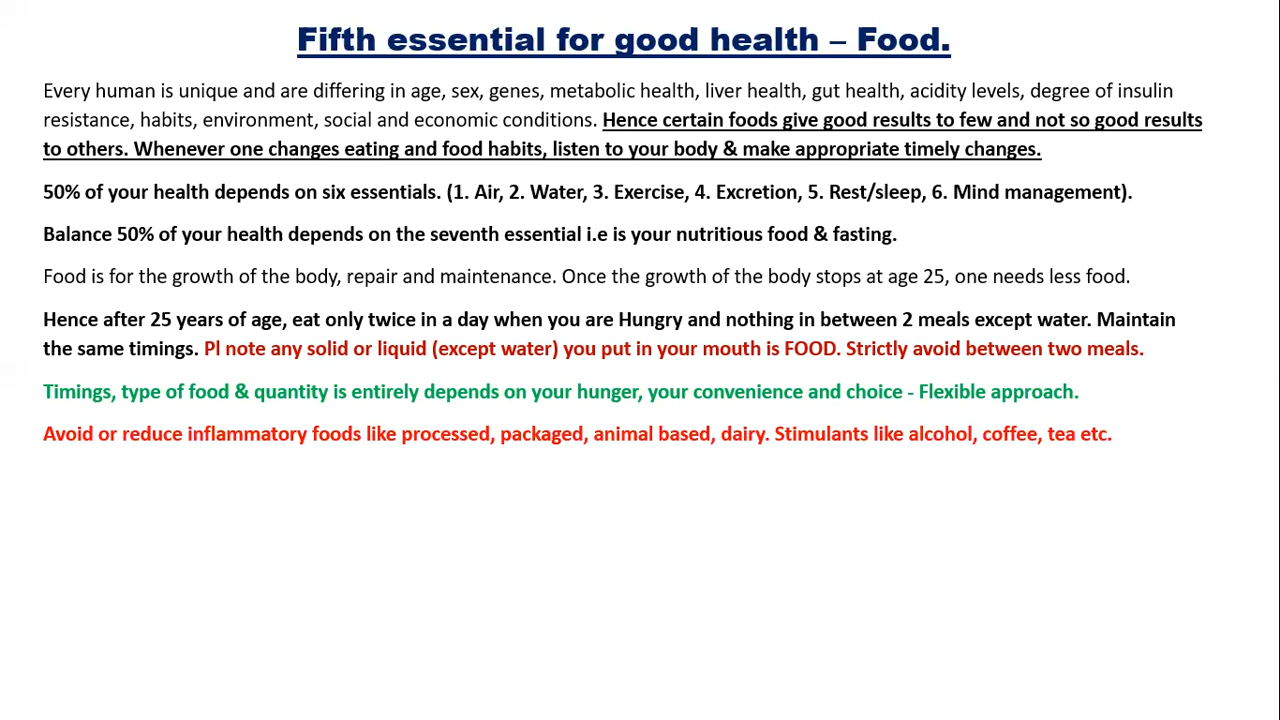 Fifth essential for good health – Food.
Every human is unique and are differing in age, sex, genes, metabolic health, liver health, gut health, acidity levels, degree of insulin
resistance, habits, environment, social and economic conditions. Hence certain foods give good results to few and not so good results
to others. Whenever one changes eating and food habits, listen to your body & make appropriate timely changes.
50% of your health depends on six essentials. (1. Air, 2. Water, 3. Exercise, 4. Excretion, 5. Rest/sleep, 6. Mind management).
Balance 50% of your health depends on the seventh essential i.e is your nutritious food & fasting.
Food is for the growth of the body, repair and maintenance. Once the growth of the body stops at age 25, one needs less food.
Hence after 25 years of age, eat only twice in a day when you are Hungry and nothing in between 2 meals except water. Maintain
the same timings. Pl note any solid or liquid (except water) you put in your mouth is FOOD. Strictly avoid between two meals.
Timings, type of food & quantity is entirely depends on your hunger, your convenience and choice - Flexible approach.
Avoid or reduce inflammatory foods like processed, packaged, animal based, dairy. Stimulants like alcohol, coffee, tea etc.